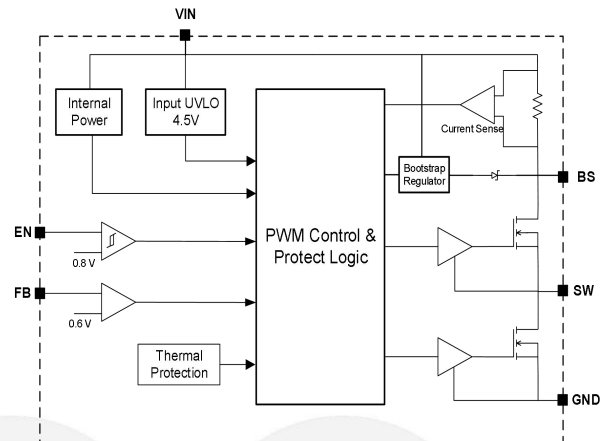 VIN
Internal
Power
Input UVLO
4.5V
Current Sense
Bootstrap
Regulator
BS
EN
0.8 V
PWM Control &
Protect Logic
FB
0.6 V
SW
Thermal
Protection
GND